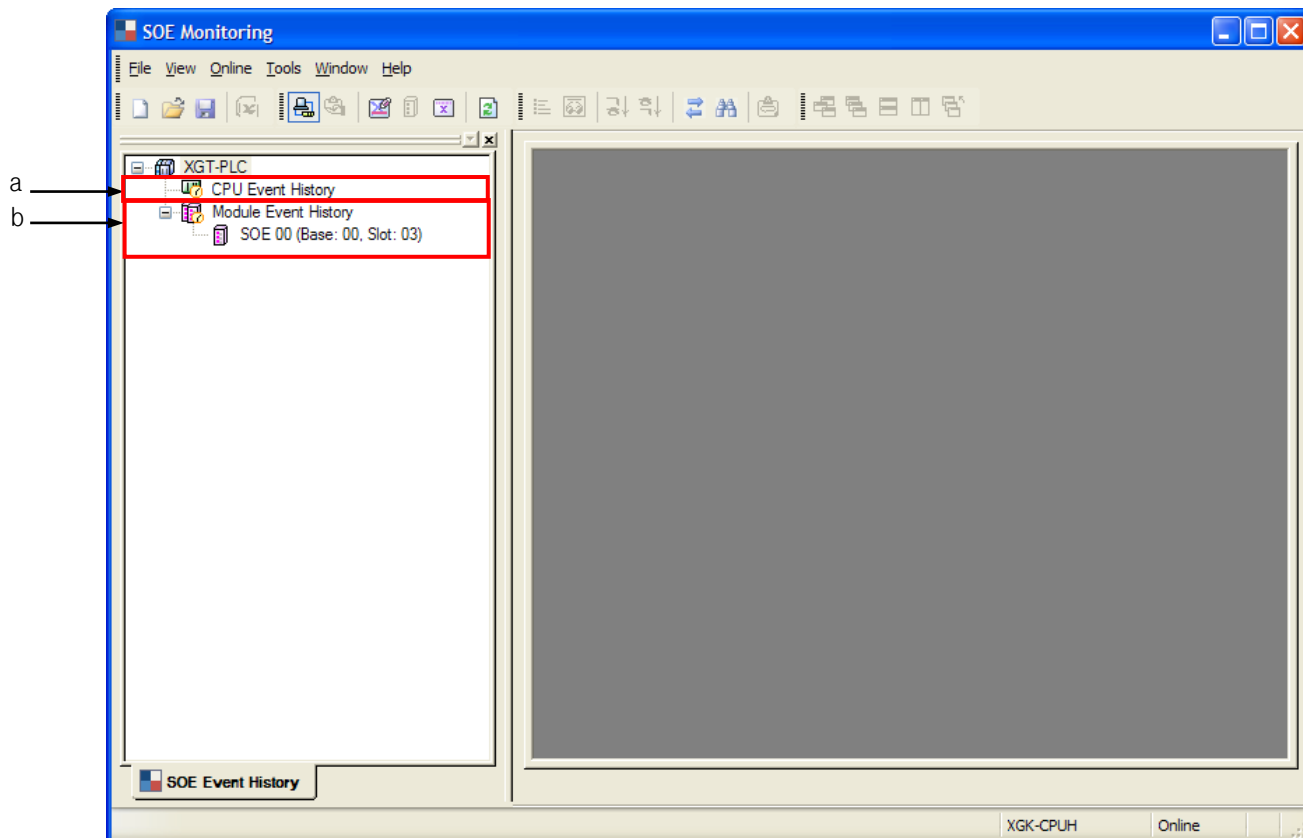 SOE Monitoring
File View Online Tools Window Help
XGT-PLC
a
CPU Event History
b
Module Event History
SOE 00 (Base: 00, Slot: 03)
SOE Event History
XGK-CPUH Online